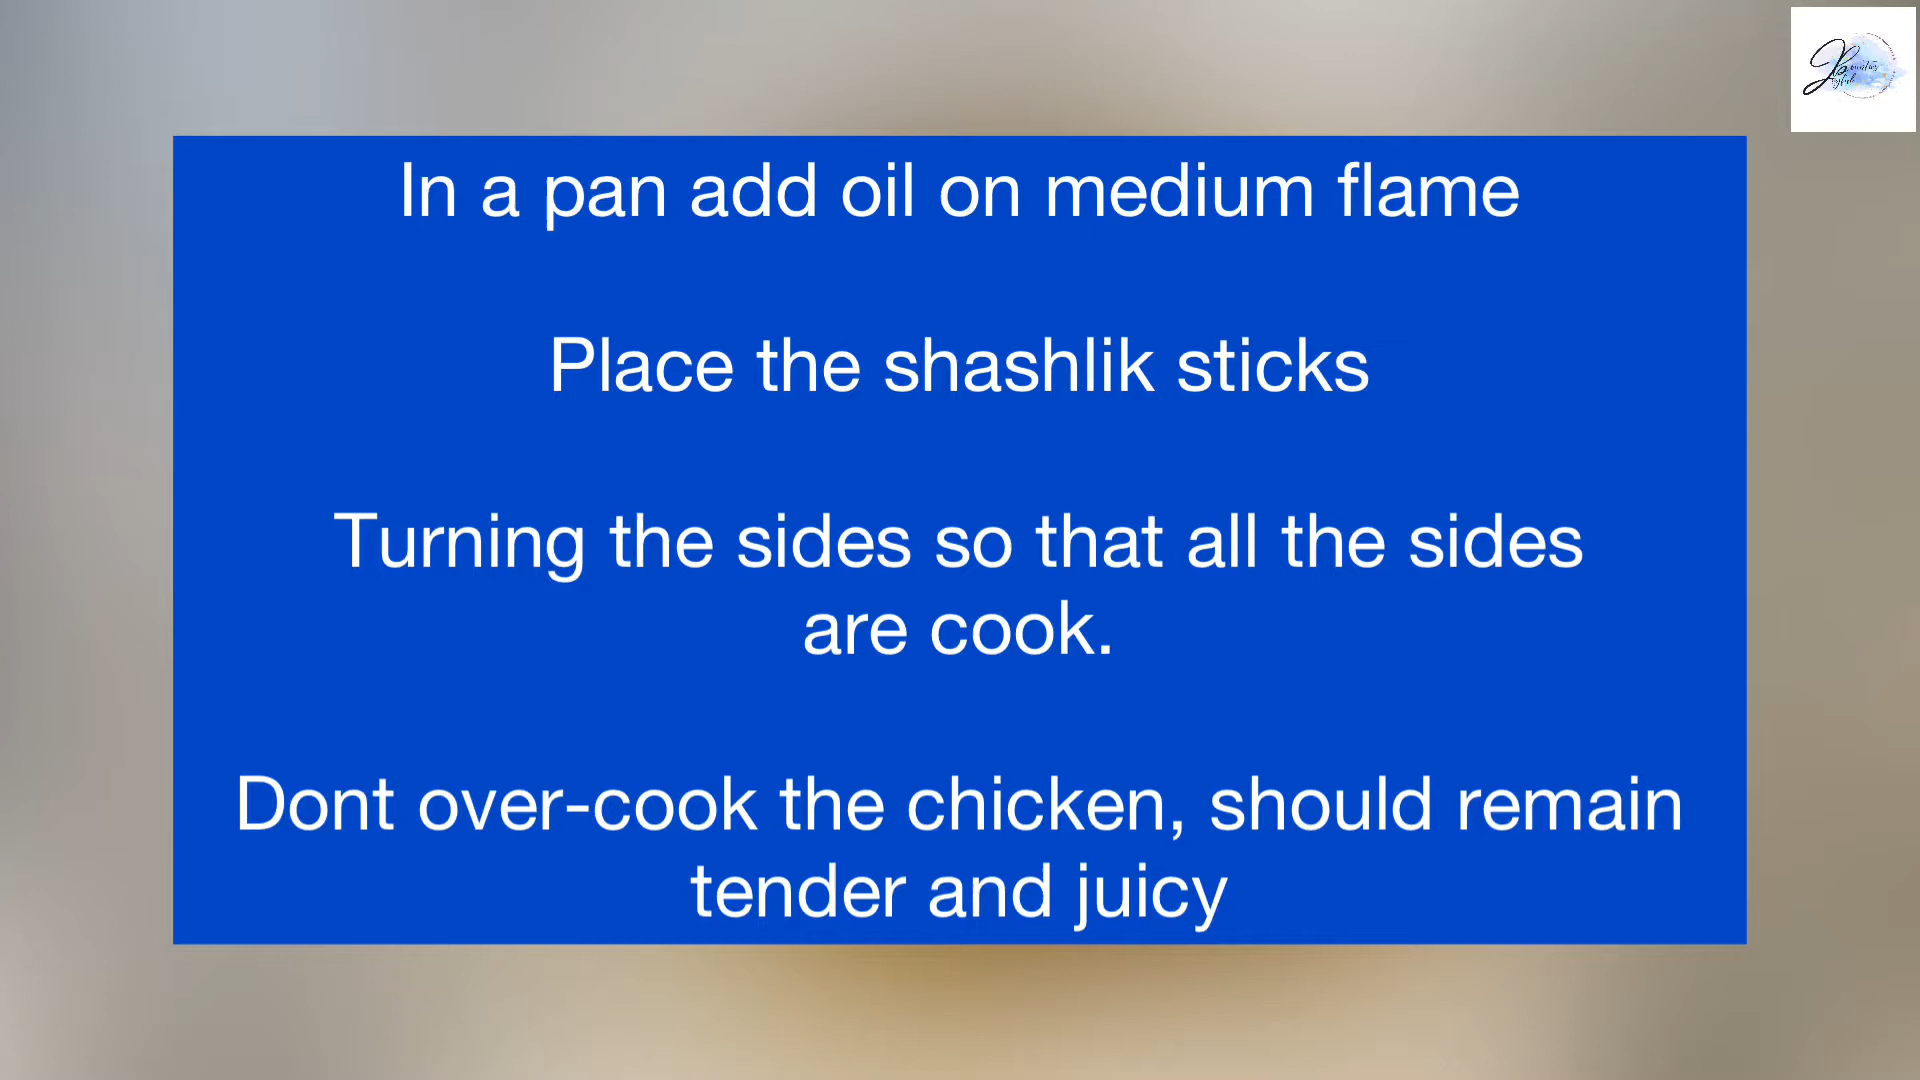 In a pan add oil on medium flame
Place the shashlik sticks
Turning the sides so that all the sides
are cook.
Dont over-cook the chicken, should remain
tender and juicy